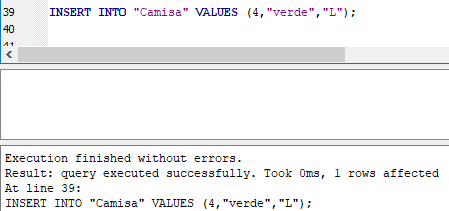 39 INSERT INTO "Camisa" VALUES (4,"verde","L");
40
41
Execution finished without errors.
Result: query executed successfully. Took 0ms, 1 rows affected
At line 39:
INSERT INTO "Camisa" VALUES (4,"verde","L");